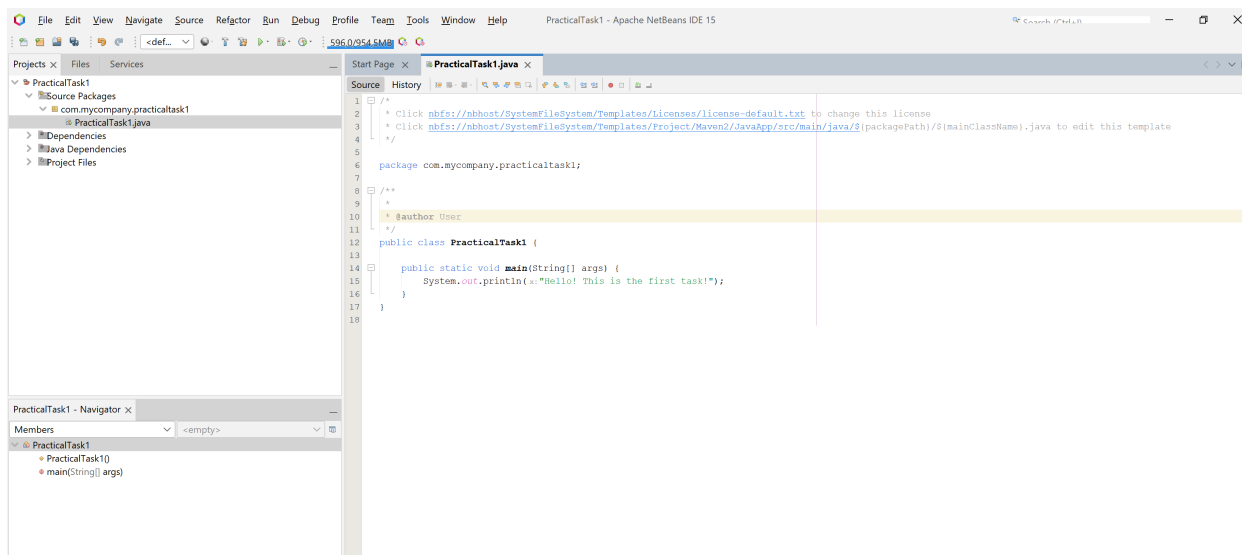 File Edit View Navigate Source Refactor Run Debug Profile Team Tools Window Help PracticalTask1 - Apache NetBeans IDE 15 Search (Ctrl+I)
<def... 596.0/954.5MB
Projects Files Services
PracticalTask1
Source Packages
com.mycompany.practicaltask1
PracticalTask1.java
Dependencies
Java Dependencies
Project Files
PracticalTask1 - Navigator
Members <empty>
PracticalTask1
PracticalTask1()
main(String[] args)
Start Page PracticalTask1.java
Source History
1 /*
2 * Click nbfs://nbhost/SystemFileSystem/Templates/Licenses/license-default.txt to change this license
3 * Click nbfs://nbhost/SystemFileSystem/Templates/Project/Maven2/JavaApp/src/main/java/${packagePath}/${mainClassName}.java to edit this template
4 */
5
6 package com.mycompany.practicaltask1;
7
8 /**
9 *
10 * @author User
11 */
12 public class PracticalTask1 {
13
14 public static void main(String[] args) {
15 System.out.println(x:"Hello! This is the first task!");
16 }
17 }
18